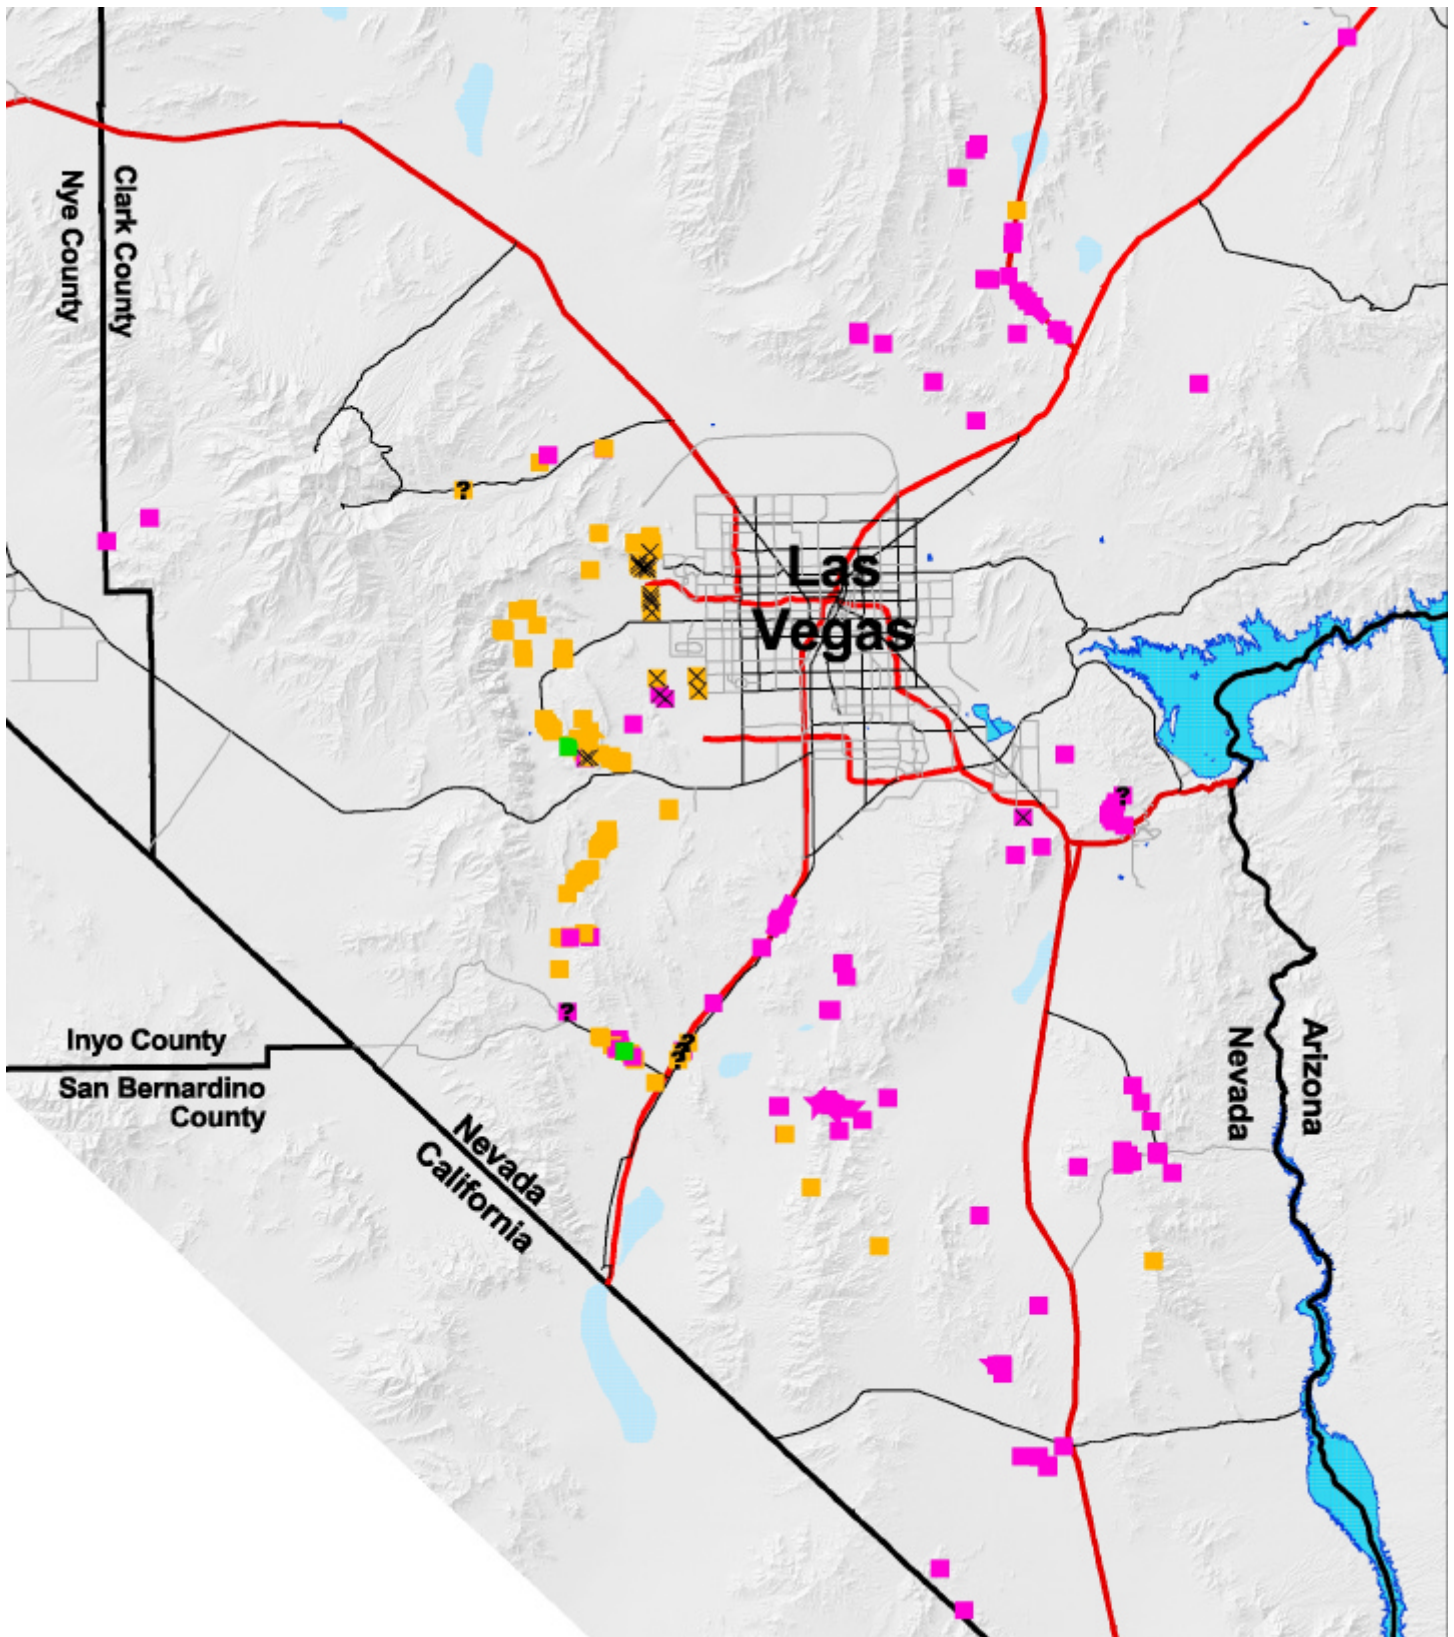 Clark County
Nye County
Las
Vegas
?
?
?
?
?
Inyo County
San Bernardino
County
Nevada
California
Arizona
Nevada